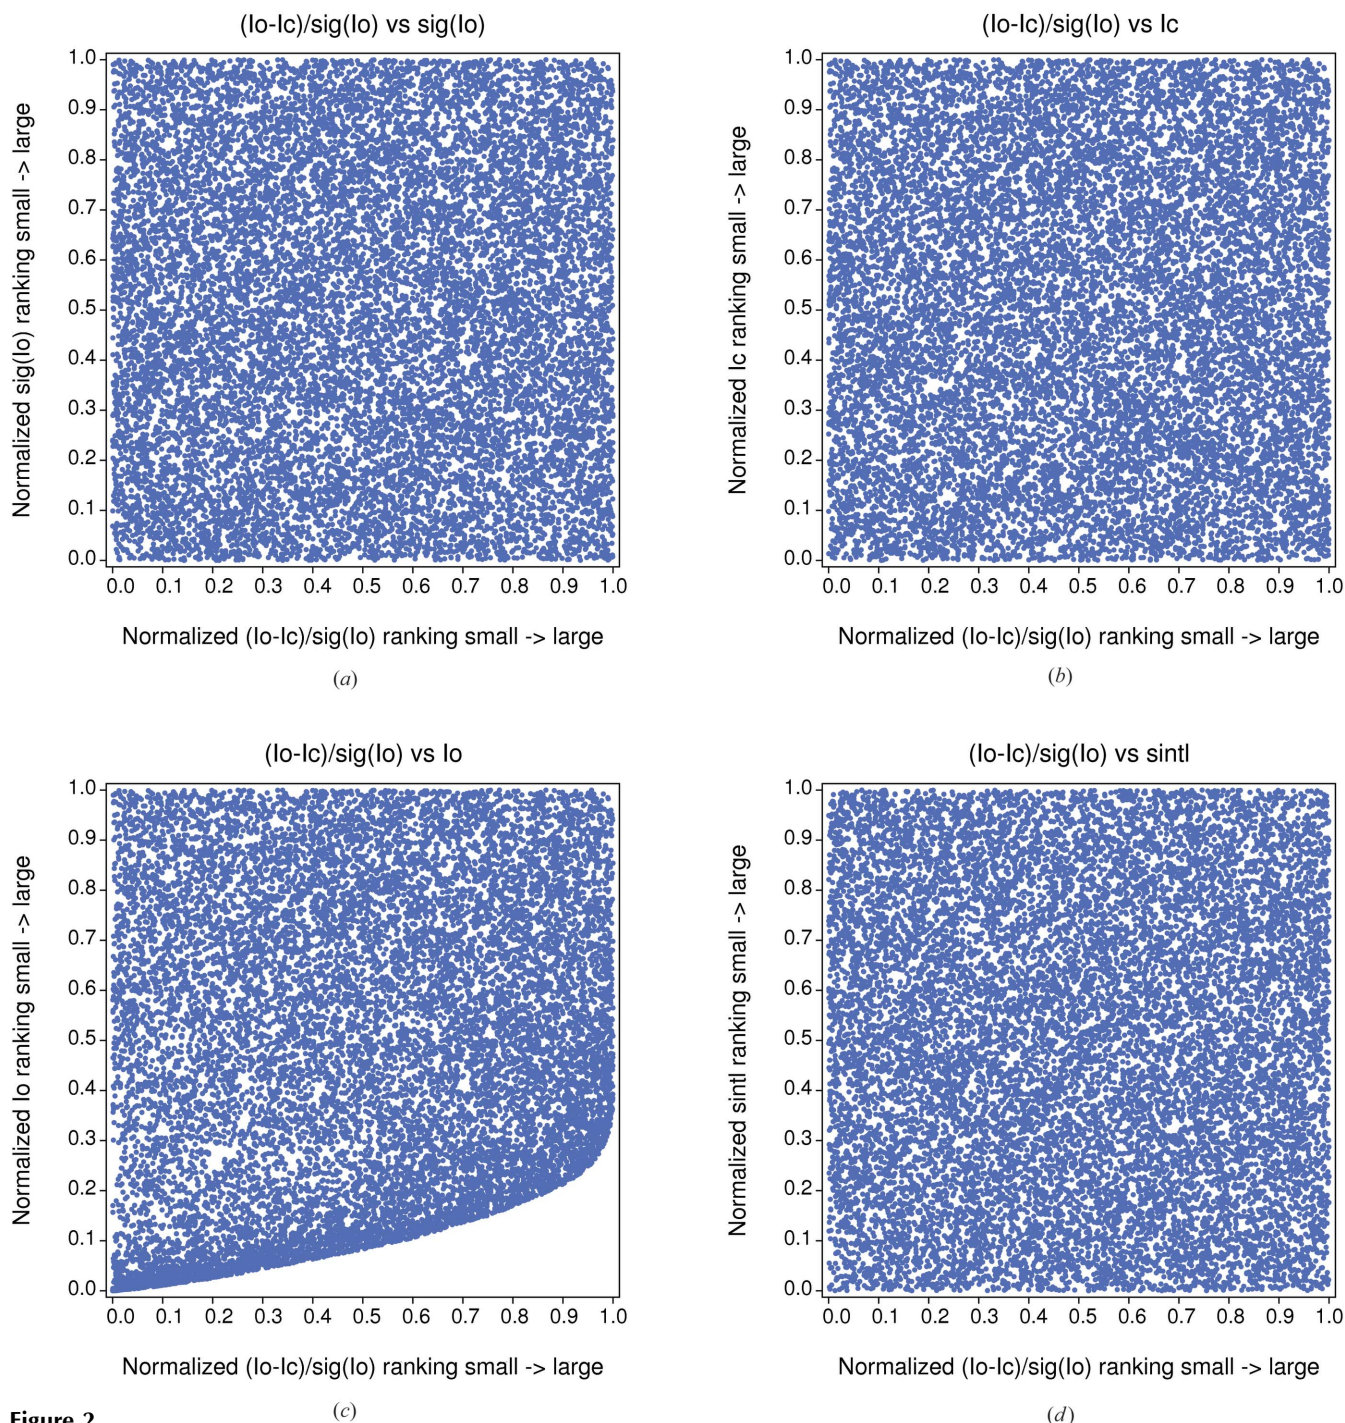 (Io-Ic)/sig(Io) vs sig(Io)
Normalized sig(Io) ranking small -> large
1.0
0.9
0.8
0.7
0.6
0.5
0.4
0.3
0.2
0.1
0.0
0.0 0.1 0.2 0.3 0.4 0.5 0.6 0.7 0.8 0.9 1.0
Normalized (Io-Ic)/sig(Io) ranking small -> large
(a)
(Io-Ic)/sig(Io) vs Ic
Normalized Ic ranking small -> large
1.0
0.9
0.8
0.7
0.6
0.5
0.4
0.3
0.2
0.1
0.0
0.0 0.1 0.2 0.3 0.4 0.5 0.6 0.7 0.8 0.9 1.0
Normalized (Io-Ic)/sig(Io) ranking small -> large
(b)
(Io-Ic)/sig(Io) vs Io
Normalized Io ranking small -> large
1.0
0.9
0.8
0.7
0.6
0.5
0.4
0.3
0.2
0.1
0.0
0.0 0.1 0.2 0.3 0.4 0.5 0.6 0.7 0.8 0.9 1.0
Normalized (Io-Ic)/sig(Io) ranking small -> large
(c)
(Io-Ic)/sig(Io) vs sintl
Normalized sintl ranking small -> large
1.0
0.9
0.8
0.7
0.6
0.5
0.4
0.3
0.2
0.1
0.0
0.0 0.1 0.2 0.3 0.4 0.5 0.6 0.7 0.8 0.9 1.0
Normalized (Io-Ic)/sig(Io) ranking small -> large
(d)
Figure 2